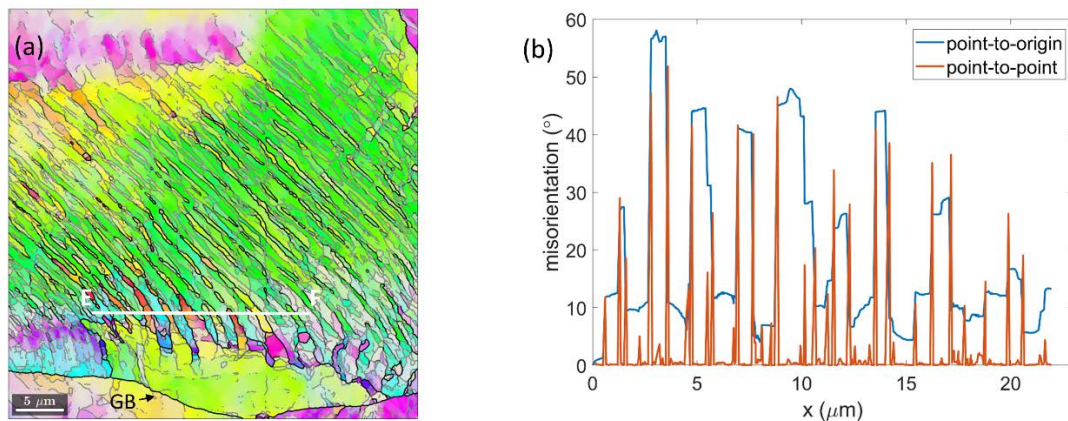 (a)
E
F
5 μm
GB
(b)
misorientation (°)
60
50
40
30
20
10
0
point-to-origin
point-to-point
0
5
10
15
20
x (μm)